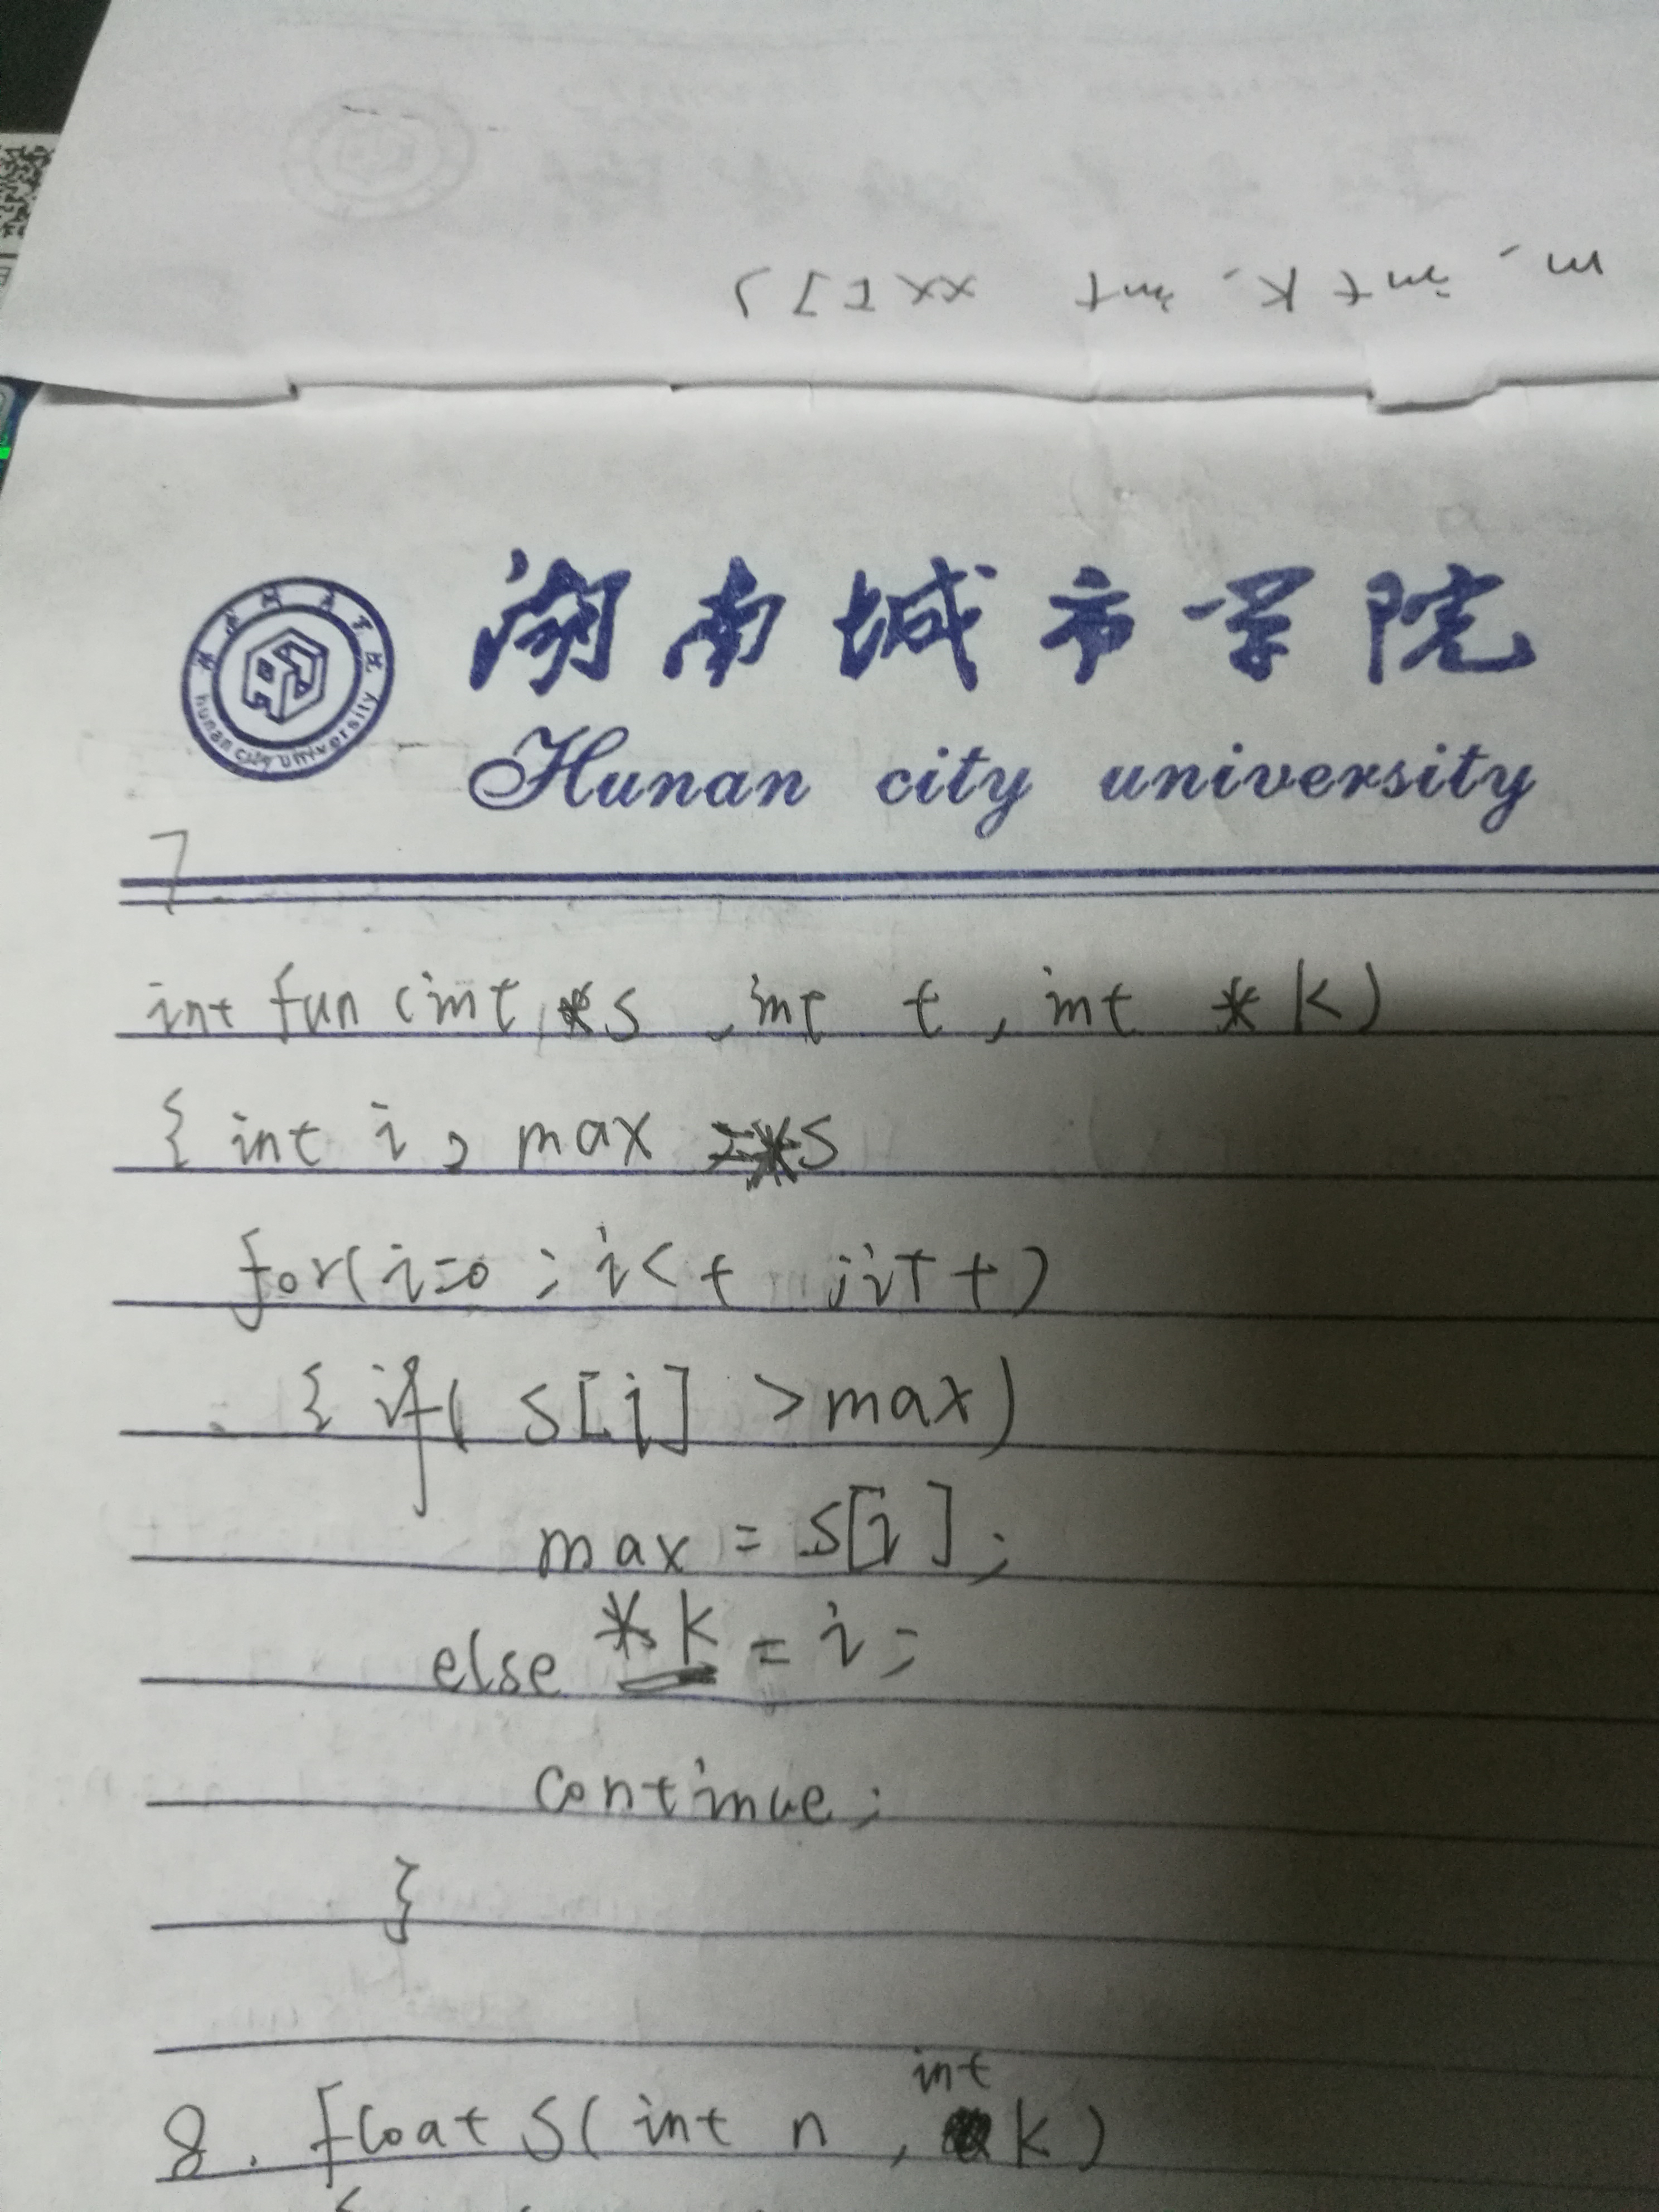 m, int k, int xx[])
湖南城市学院
hunan city university
Hunan city university
7.
int fun (int *s , int t , int *k)
{ int i , max =*s
for(i=0 ; i<t ; i++)
{ if( s[i] >max)
max = s[i] ;
else *k = i ;
continue ;
}
8. float S( int n , int k)